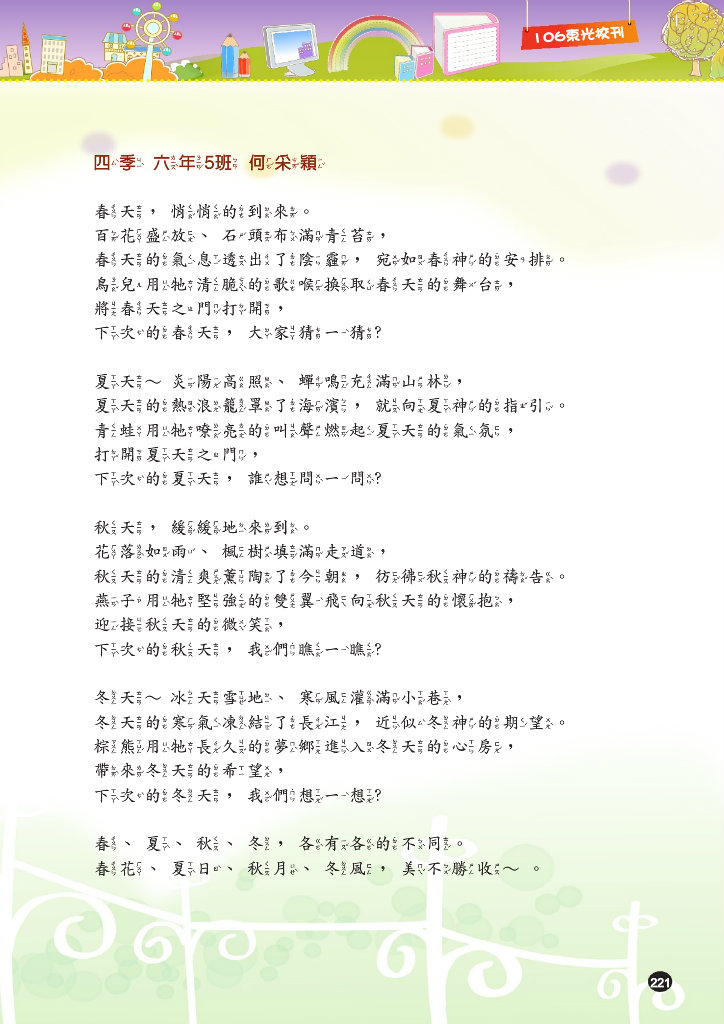 106東光校刊
四季 六年5班 何采穎
春天，悄悄的到來。
百花盛放、石頭布滿青苔，
春天的氣息透出了陰霾，宛如春神的安排。
鳥兒用牠清脆的歌喉換取春天的舞台，
將春天之門打開，
下次的春天，大家猜一猜?
夏天～炎陽高照、蟬鳴充滿山林，
夏天的熱浪籠罩了海濱，就向夏神的指引。
青蛙用牠嘹亮的叫聲燃起夏天的氣氛，
打開夏天之門，
下次的夏天，誰想問一問?
秋天，緩緩地來到。
花落如雨、楓樹填滿走道，
秋天的清爽薰陶了今朝，彷彿秋神的禱告。
燕子用牠堅強的雙翼飛向秋天的懷抱，
迎接秋天的微笑，
下次的秋天，我們瞧一瞧?
冬天～冰天雪地、寒風灌滿小巷，
冬天的寒氣凍結了長江，近似冬神的期望。
棕熊用牠長久的夢鄉進入冬天的心房，
帶來冬天的希望，
下次的冬天，我們想一想?
春、夏、秋、冬，各有各的不同。
春花、夏日、秋月、冬風，美不勝收～。
221